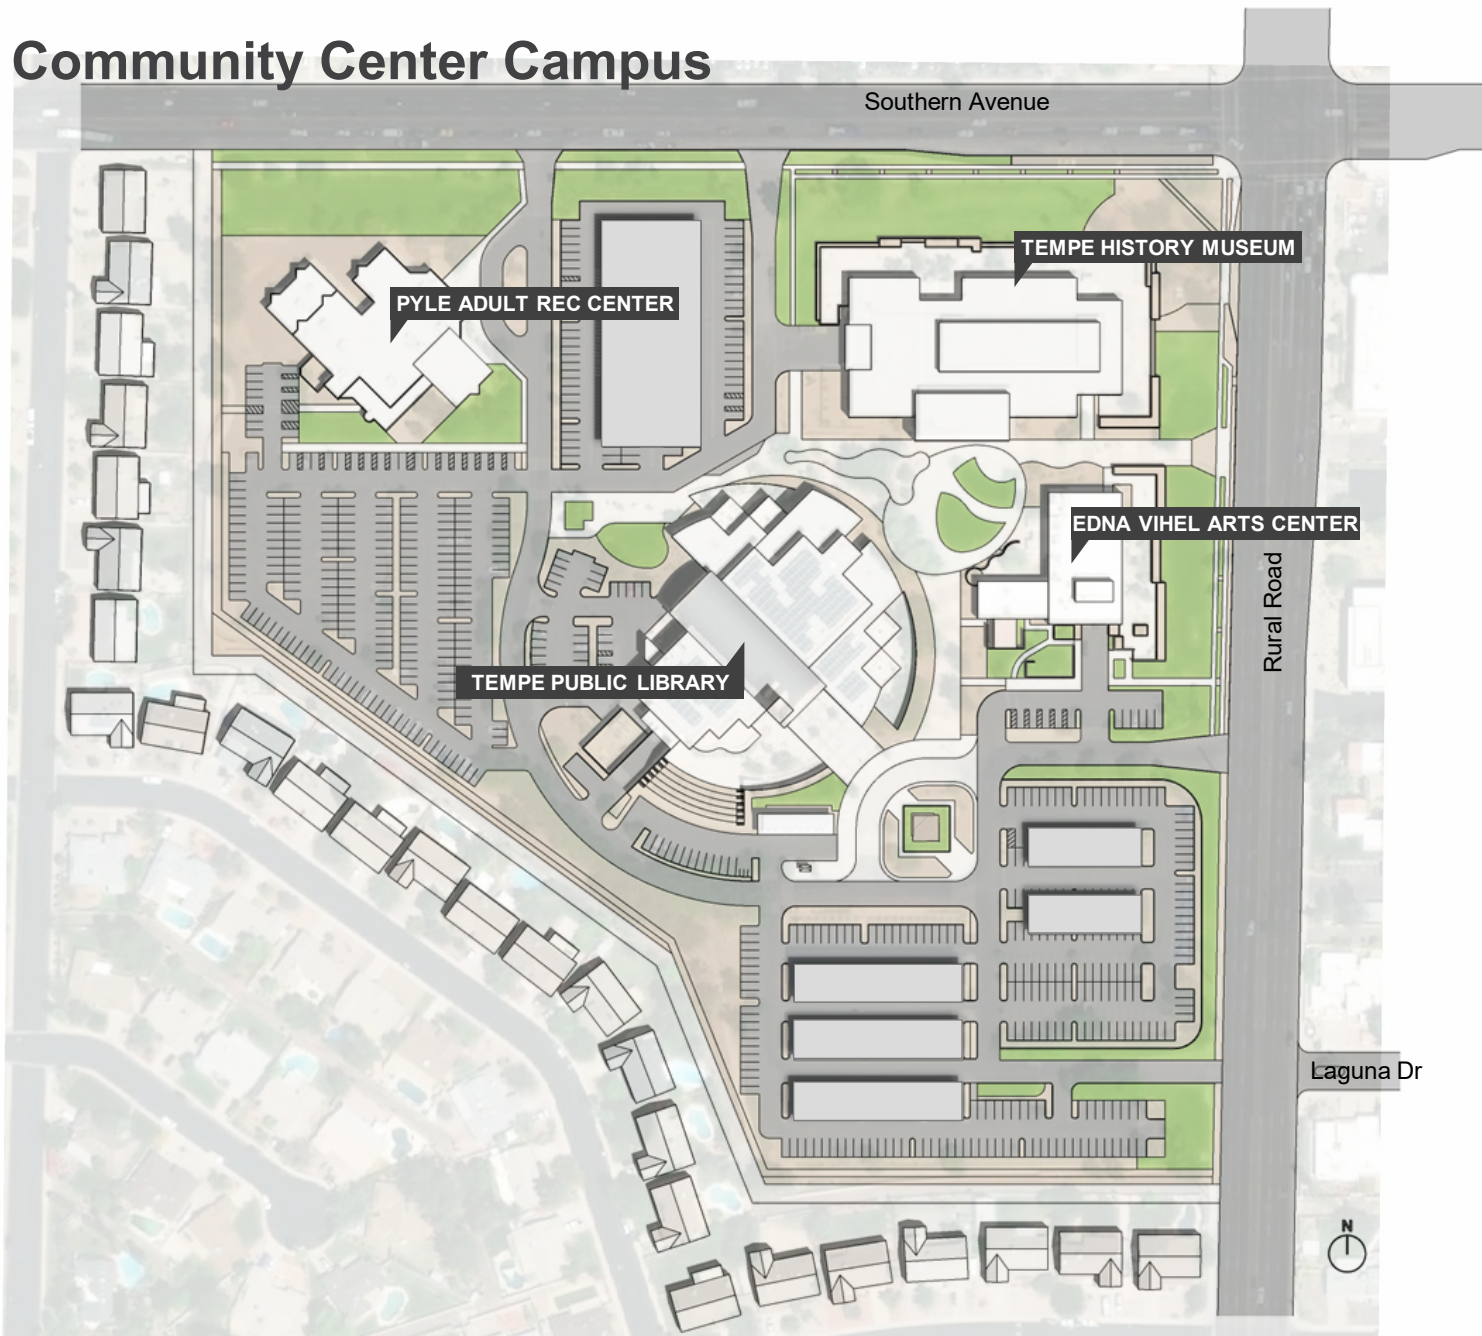 Community Center Campus
Southern Avenue
TEMPE HISTORY MUSEUM
PYLE ADULT REC CENTER
EDNA VIHEL ARTS CENTER
Rural Road
TEMPE PUBLIC LIBRARY
Laguna Dr
N